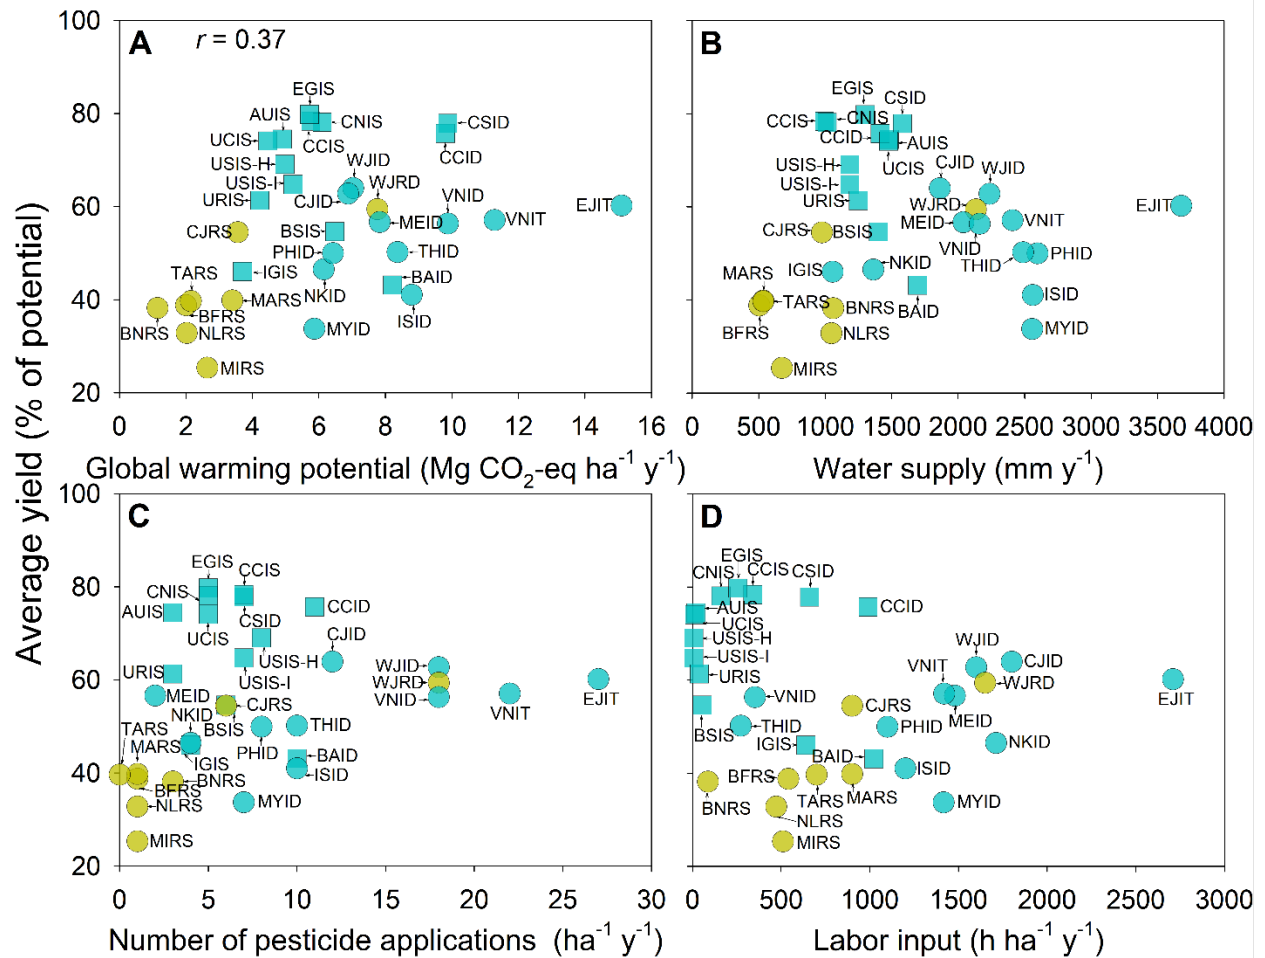 Average yield (% of potential)
A
r = 0.37
EGIS
AUIS
CNIS
CSID
UCIS
CCIS
CCID
USIS-H
WJID
USIS-I
WJRD
URIS
CJID
VNID
EJIT
CJRS
BSIS
MEID
VNIT
PHID
THID
TARS
IGIS
BAID
NKID
MARS
ISID
BNRS
BFRS
NLRS
MYID
MIRS
100
80
60
40
20
0 2 4 6 8 10 12 14 16
Global warming potential (Mg CO2-eq ha-1 y-1)
B
EGIS
CSID
CCIS
CNIS
CCID
AUIS
UCIS
USIS-H
CJID
WJID
USIS-I
URIS
WJRD
EJIT
CJRS
BSIS
MEID
VNIT
VNID
THID
PHID
MARS
IGIS
NKID
TARS
BNRS
BAID
ISID
BFRS
NLRS
MYID
MIRS
0 500 1000 1500 2000 2500 3000 3500 4000
Water supply (mm y-1)
C
EGIS
CCIS
CNIS
AUIS
CSID
CCID
UCIS
CJID
USIS-H
URIS
USIS-I
WJID
MEID
WJRD
EJIT
NKID
CJRS
VNID
VNIT
TARS
BSIS
THID
MARS
PHID
IGIS
BAID
BNRS
ISID
BFRS
NLRS
MYID
MIRS
100
80
60
40
20
0 5 10 15 20 25 30
Number of pesticide applications (ha-1 y-1)
D
EGIS
CNIS
CCIS
CSID
AUIS
CCID
UCIS
USIS-H
WJID
USIS-I
VNIT
CJID
URIS
WJRD
VNID
EJIT
CJRS
MEID
BSIS
THID
PHID
IGIS
NKID
BAID
ISID
BFRS
BNRS
TARS
MARS
MYID
NLRS
MIRS
0 500 1000 1500 2000 2500 3000
Labor input (h ha-1 y-1)